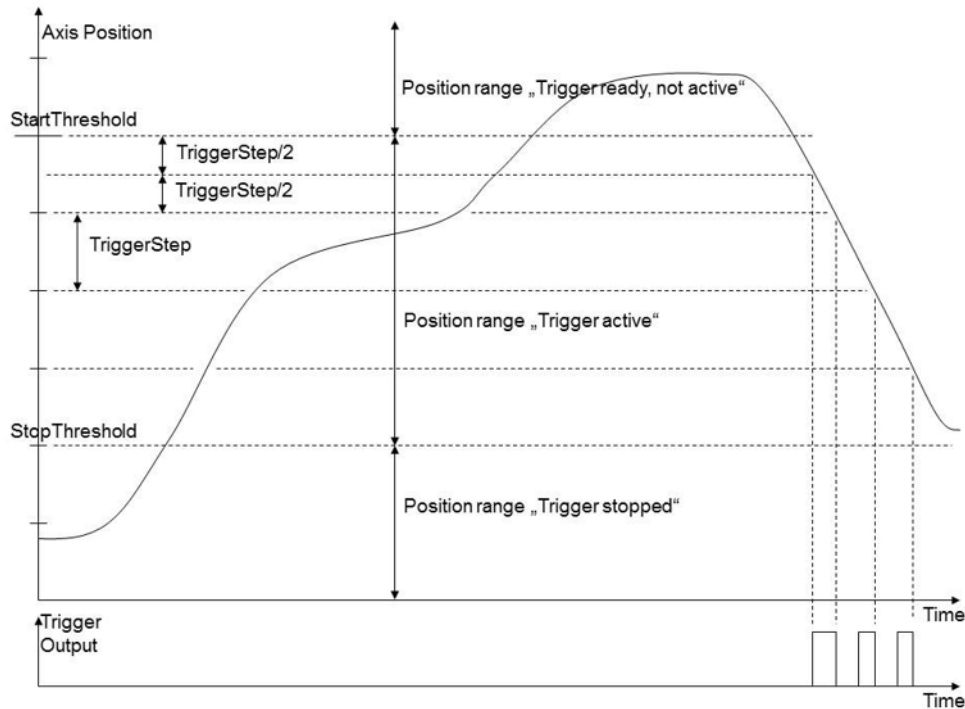 Axis Position
Position range „Trigger ready, not active“
StartThreshold
TriggerStep/2
TriggerStep/2
TriggerStep
Position range „Trigger active“
StopThreshold
Position range „Trigger stopped“
Time
Trigger
Output
Time